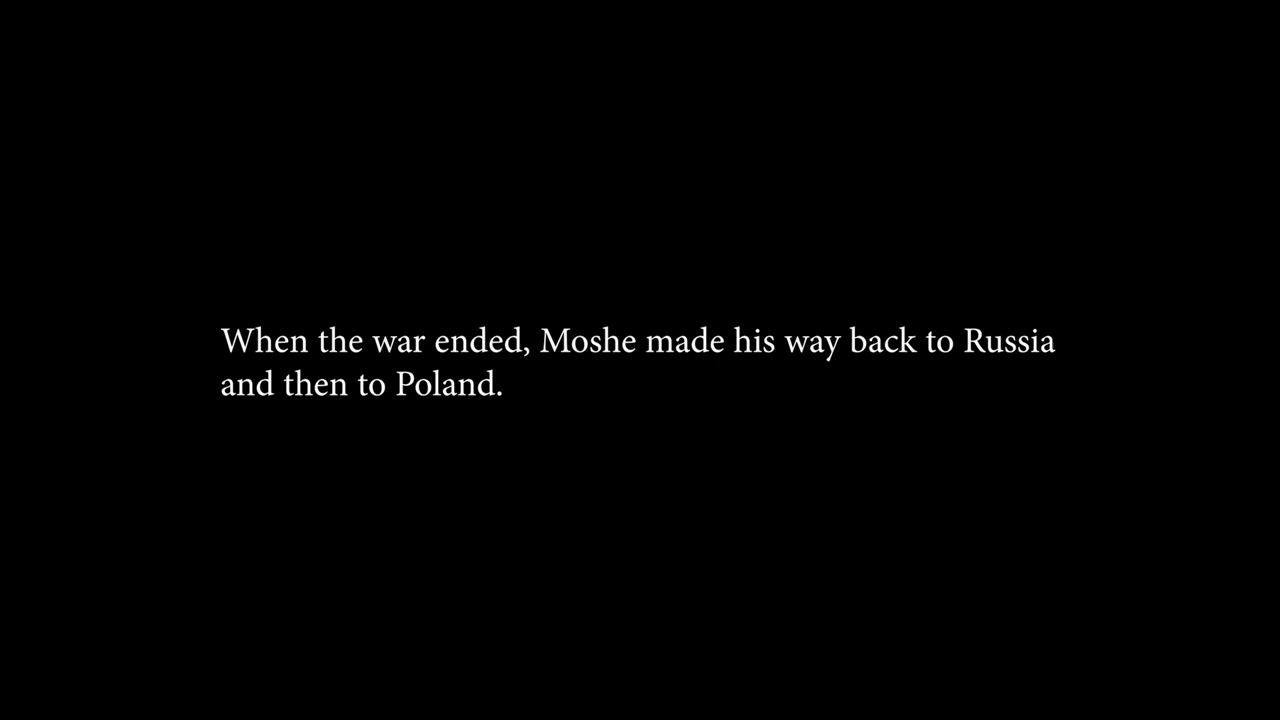 When the war ended, Moshe made his way back to Russia
and then to Poland.